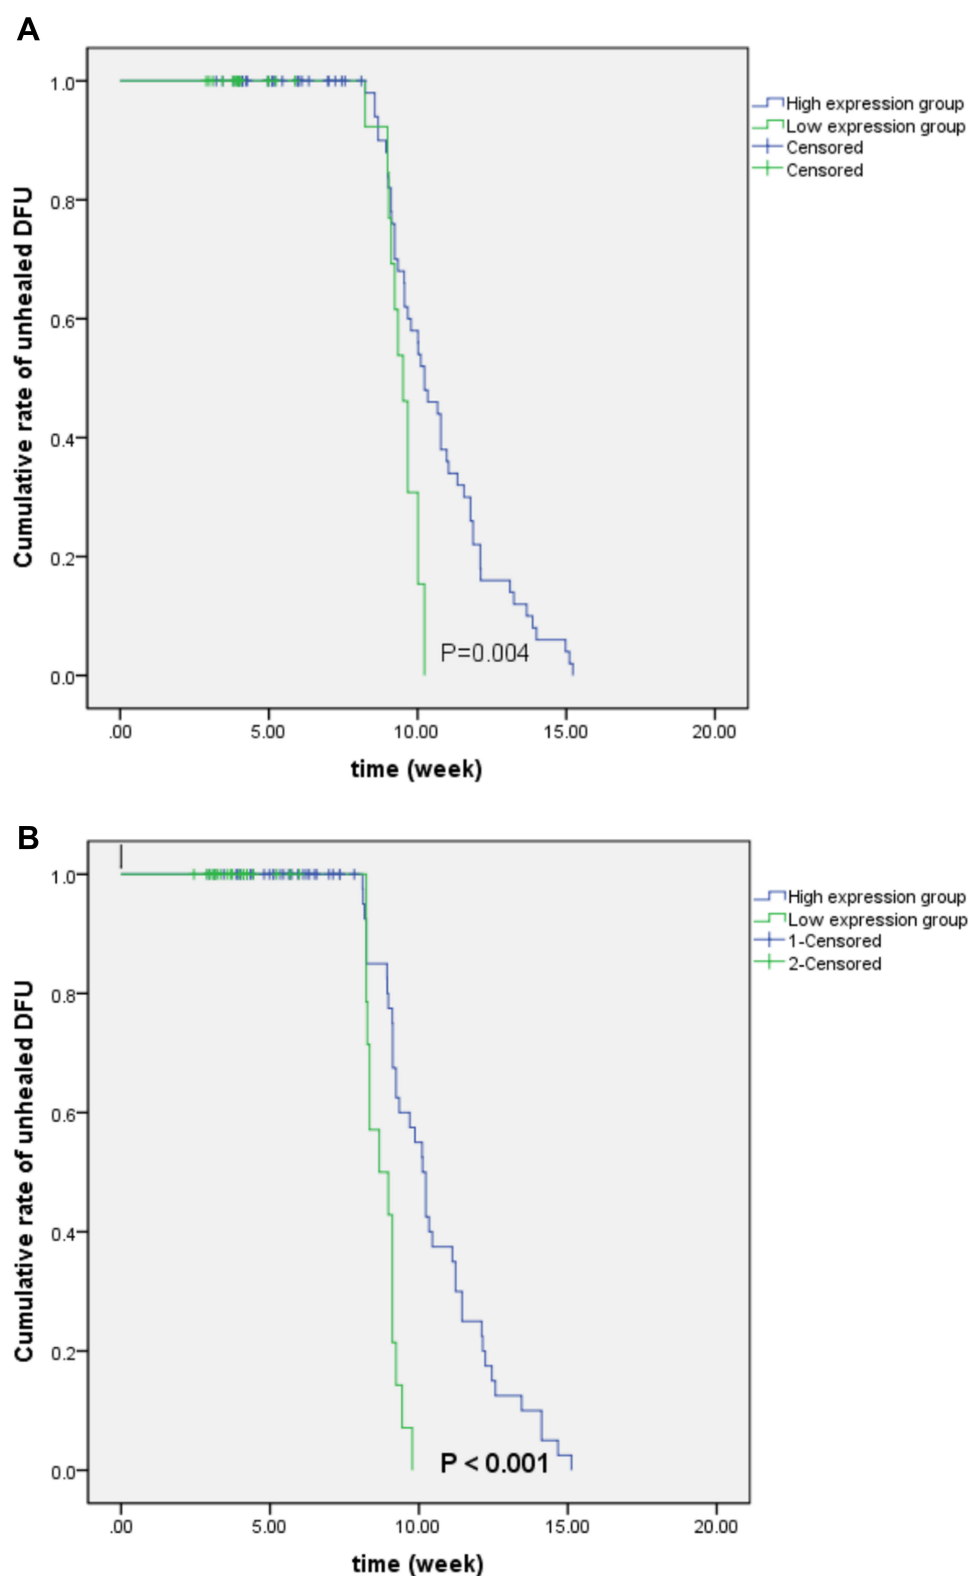 A
Cumulative rate of unhealed DFU
1.0
0.8
0.6
0.4
0.2
0.0
.00 5.00 10.00 15.00 20.00
time (week)
P=0.004
High expression group
Low expression group
Censored
Censored
B
Cumulative rate of unhealed DFU
1.0
0.8
0.6
0.4
0.2
0.0
.00 5.00 10.00 15.00 20.00
time (week)
P < 0.001
High expression group
Low expression group
1-Censored
2-Censored